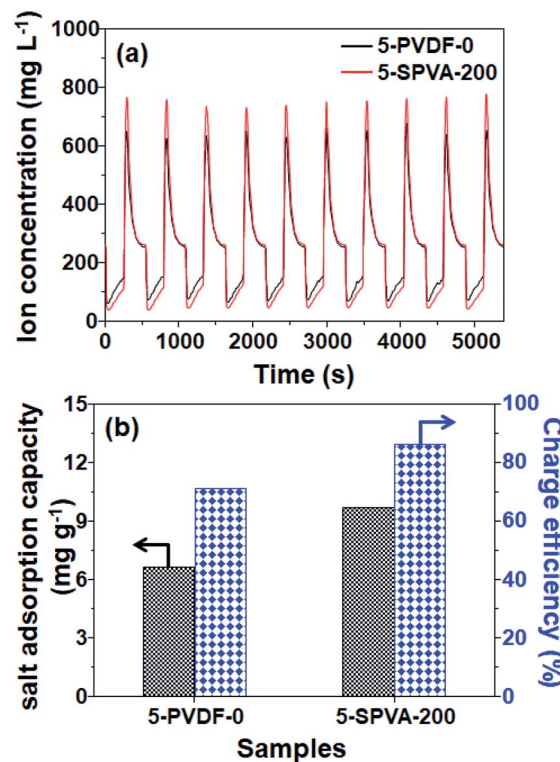 (a)
5-PVDF-0
5-SPVA-200
Ion concentration (mg L⁻¹)
1000
800
600
400
200
0
0 1000 2000 3000 4000 5000
Time (s)
(b)
salt adsorption capacity
(mg g⁻¹)
15
12
9
6
3
0
100
80
60
40
20
0
Charge efficiency (%)
5-PVDF-0 5-SPVA-200
Samples